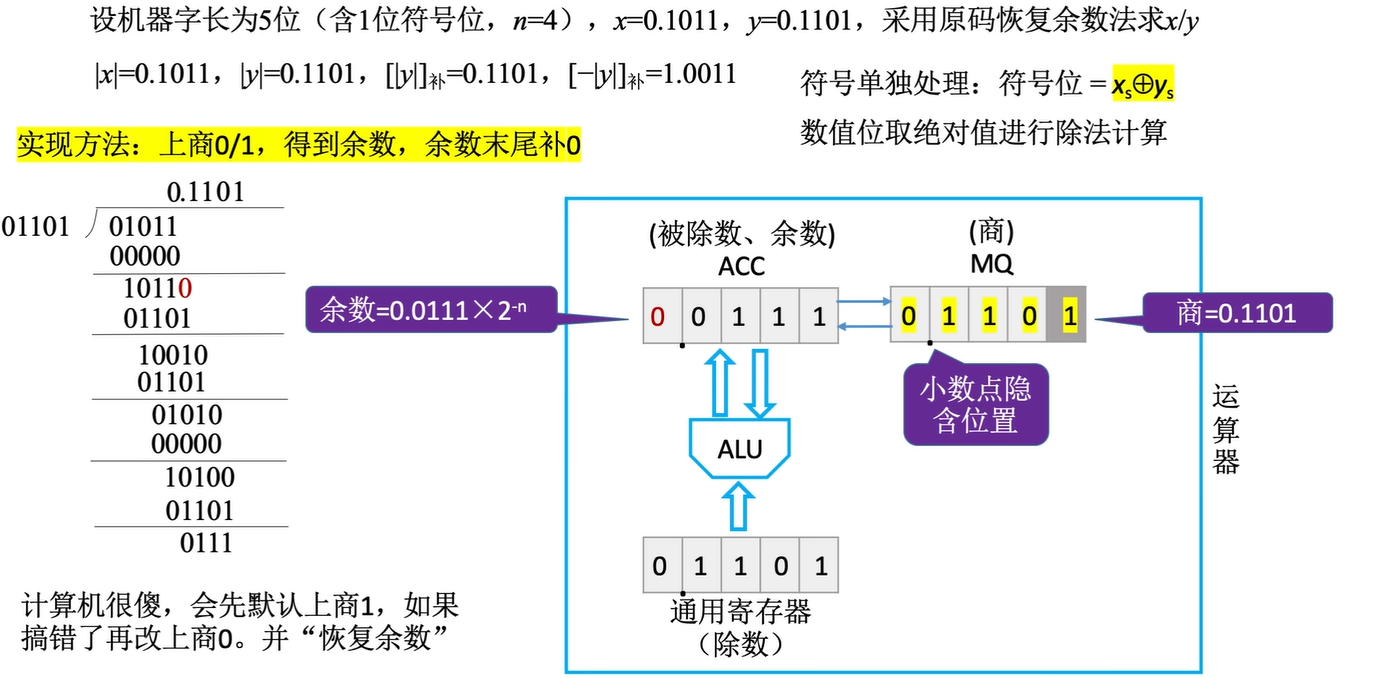 设机器字长为5位（含1位符号位，n=4），x=0.1011，y=0.1101，采用原码恢复余数法求x/y
|x|=0.1011，|y|=0.1101，[|y|]补=0.1101，[−|y|]补=1.0011
符号单独处理：符号位 = xs⊕ys
数值位取绝对值进行除法计算
实现方法：上商0/1，得到余数，余数末尾补0
0.1101
01101 01011
00000
10110
01101
10010
01101
01010
00000
10100
01101
0111
计算机很傻，会先默认上商1，如果
搞错了再改上商0。并“恢复余数”
(被除数、余数)
ACC
(商)
MQ
余数=0.0111×2-n
0 0 1 1 1
0 1 1 0 1
商=0.1101
小数点隐
含位置
ALU
0 1 1 0 1
通用寄存器
（除数）
运
算
器